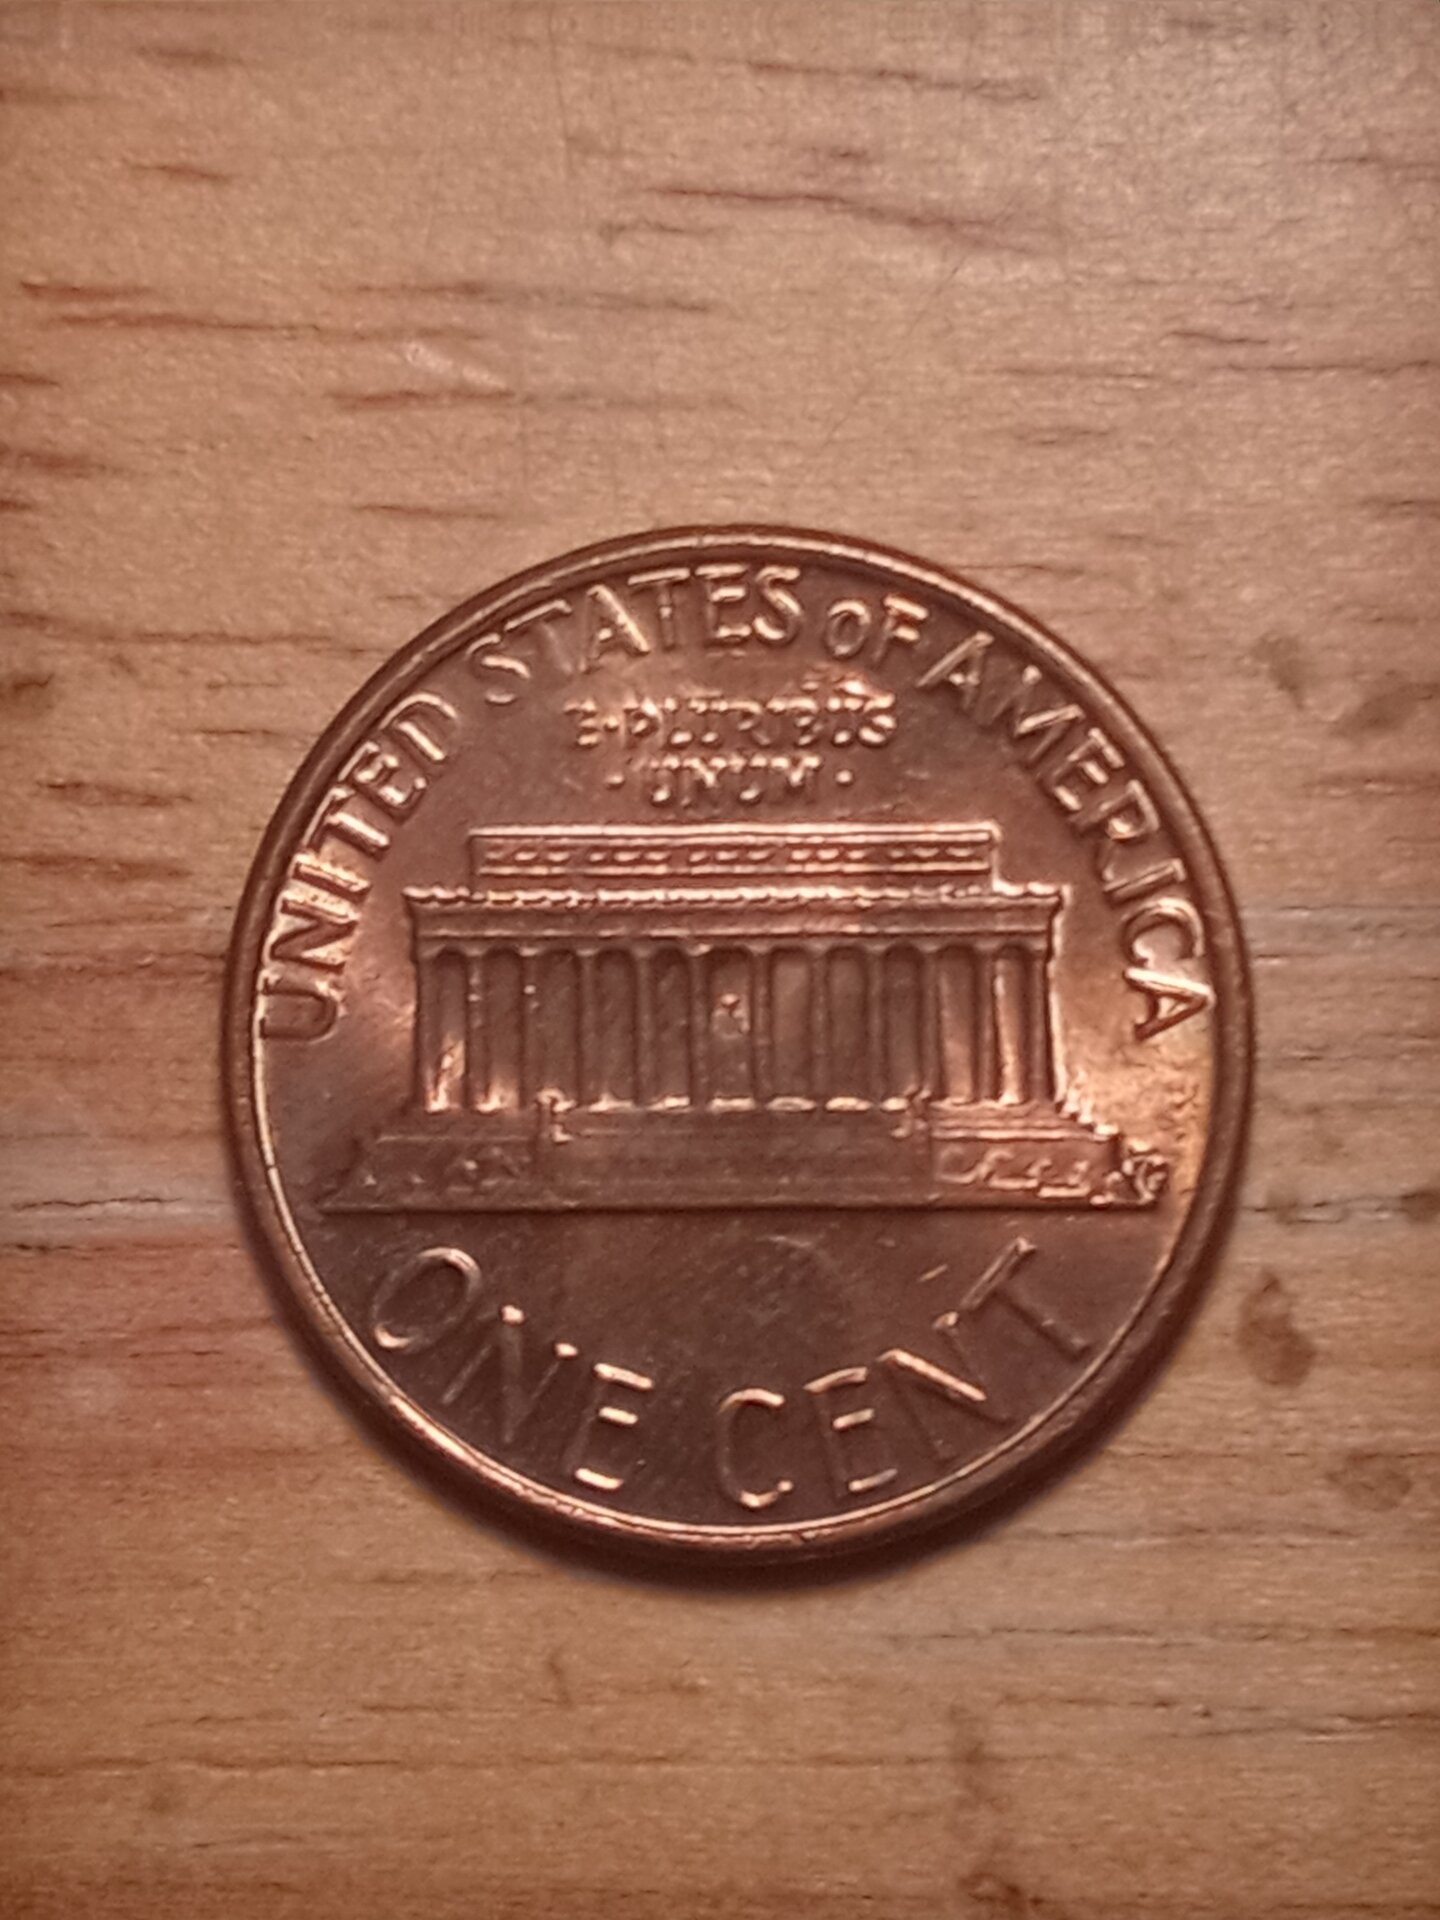 UNITED STATES OF AMERICA
E·PLURIBUS
·UNUM·
ONE CENT